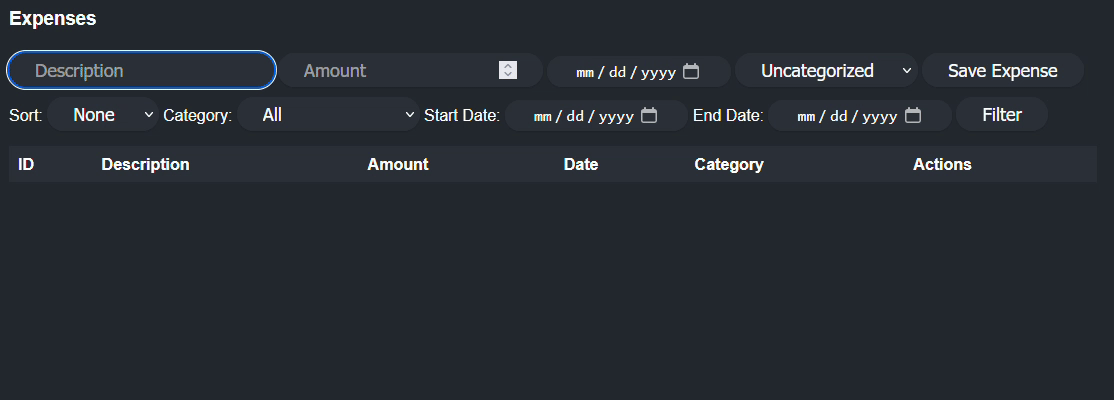 Expenses
Description Amount mm / dd / yyyy Uncategorized Save Expense
Sort: None Category: All Start Date: mm / dd / yyyy End Date: mm / dd / yyyy Filter
ID Description Amount Date Category Actions